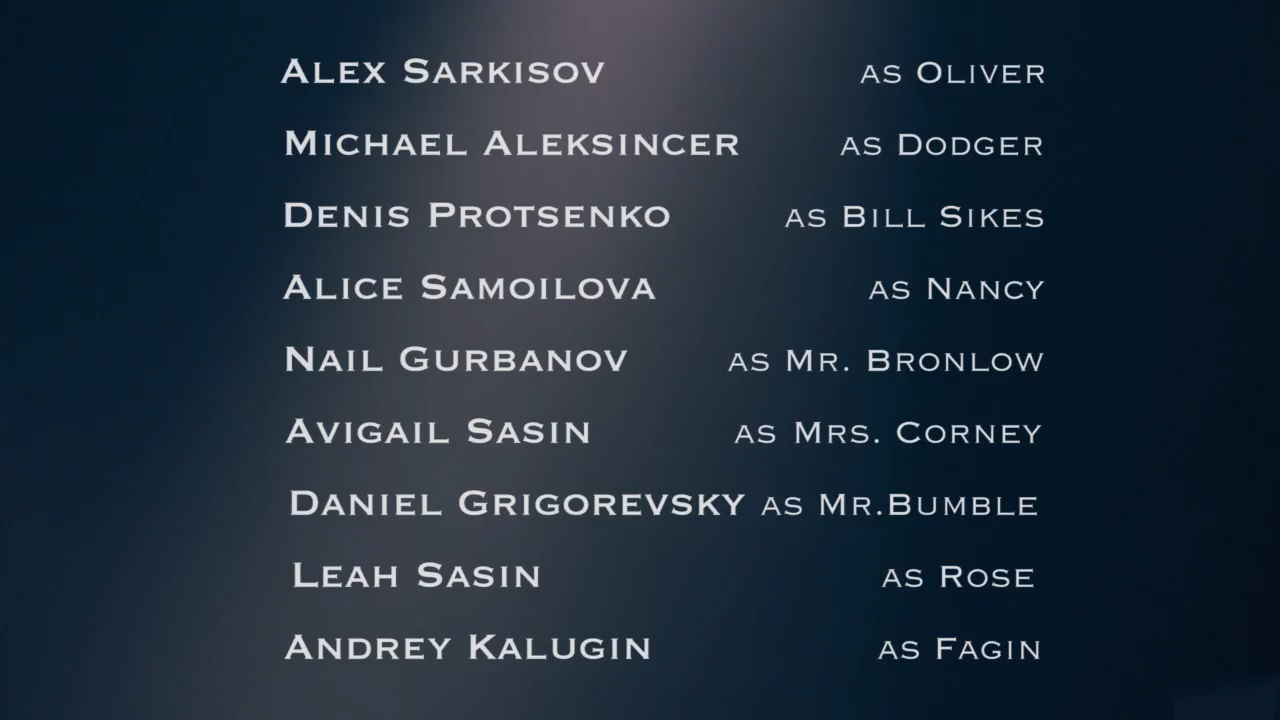 Alex Sarkisov as Oliver
Michael Aleksincer as Dodger
Denis Protsenko as Bill Sikes
Alice Samoilova as Nancy
Nail Gurbanov as Mr. Bronlow
Avigail Sasin as Mrs. Corney
Daniel Grigorevsky as Mr.Bumble
Leah Sasin as Rose
Andrey Kalugin as Fagin